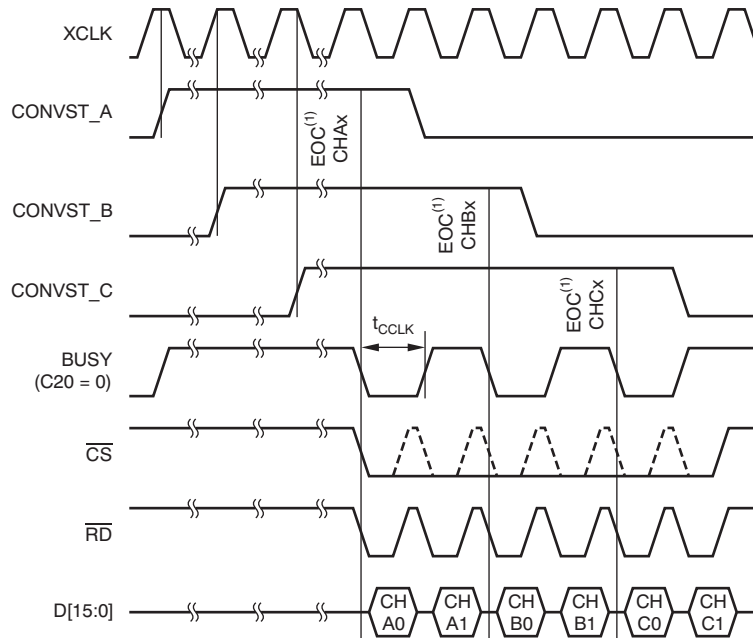 XCLK
CONVST_A
EOC(1)
CHAx
CONVST_B
EOC(1)
CHBx
CONVST_C
EOC(1)
CHCx
tCCLK
BUSY
(C20 = 0)
CS
RD
D[15:0]
CH
A0
CH
A1
CH
B0
CH
B1
CH
C0
CH
C1